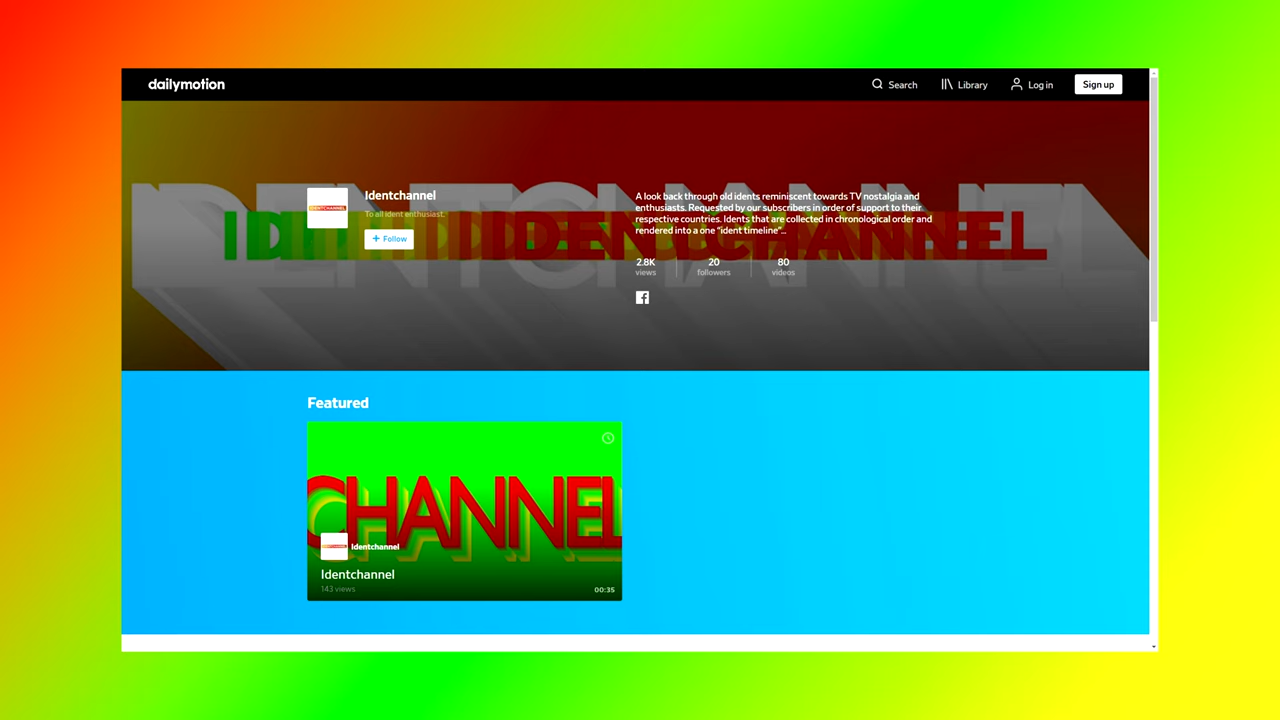 dailymotion
Search
Library
Log in
Sign up
IDENTCHANNEL
Identchannel
To all ident enthusiast.
+ Follow
A look back through old idents reminiscent towards TV nostalgia and
enthusiasts. Requested by our subscribers in order of support to their
respective countries. Idents that are collected in chronological order and
rendered into a one “ident timeline”...
2.8K
views
20
followers
80
videos
Featured
CHANNEL
Identchannel
Identchannel
143 views
00:35